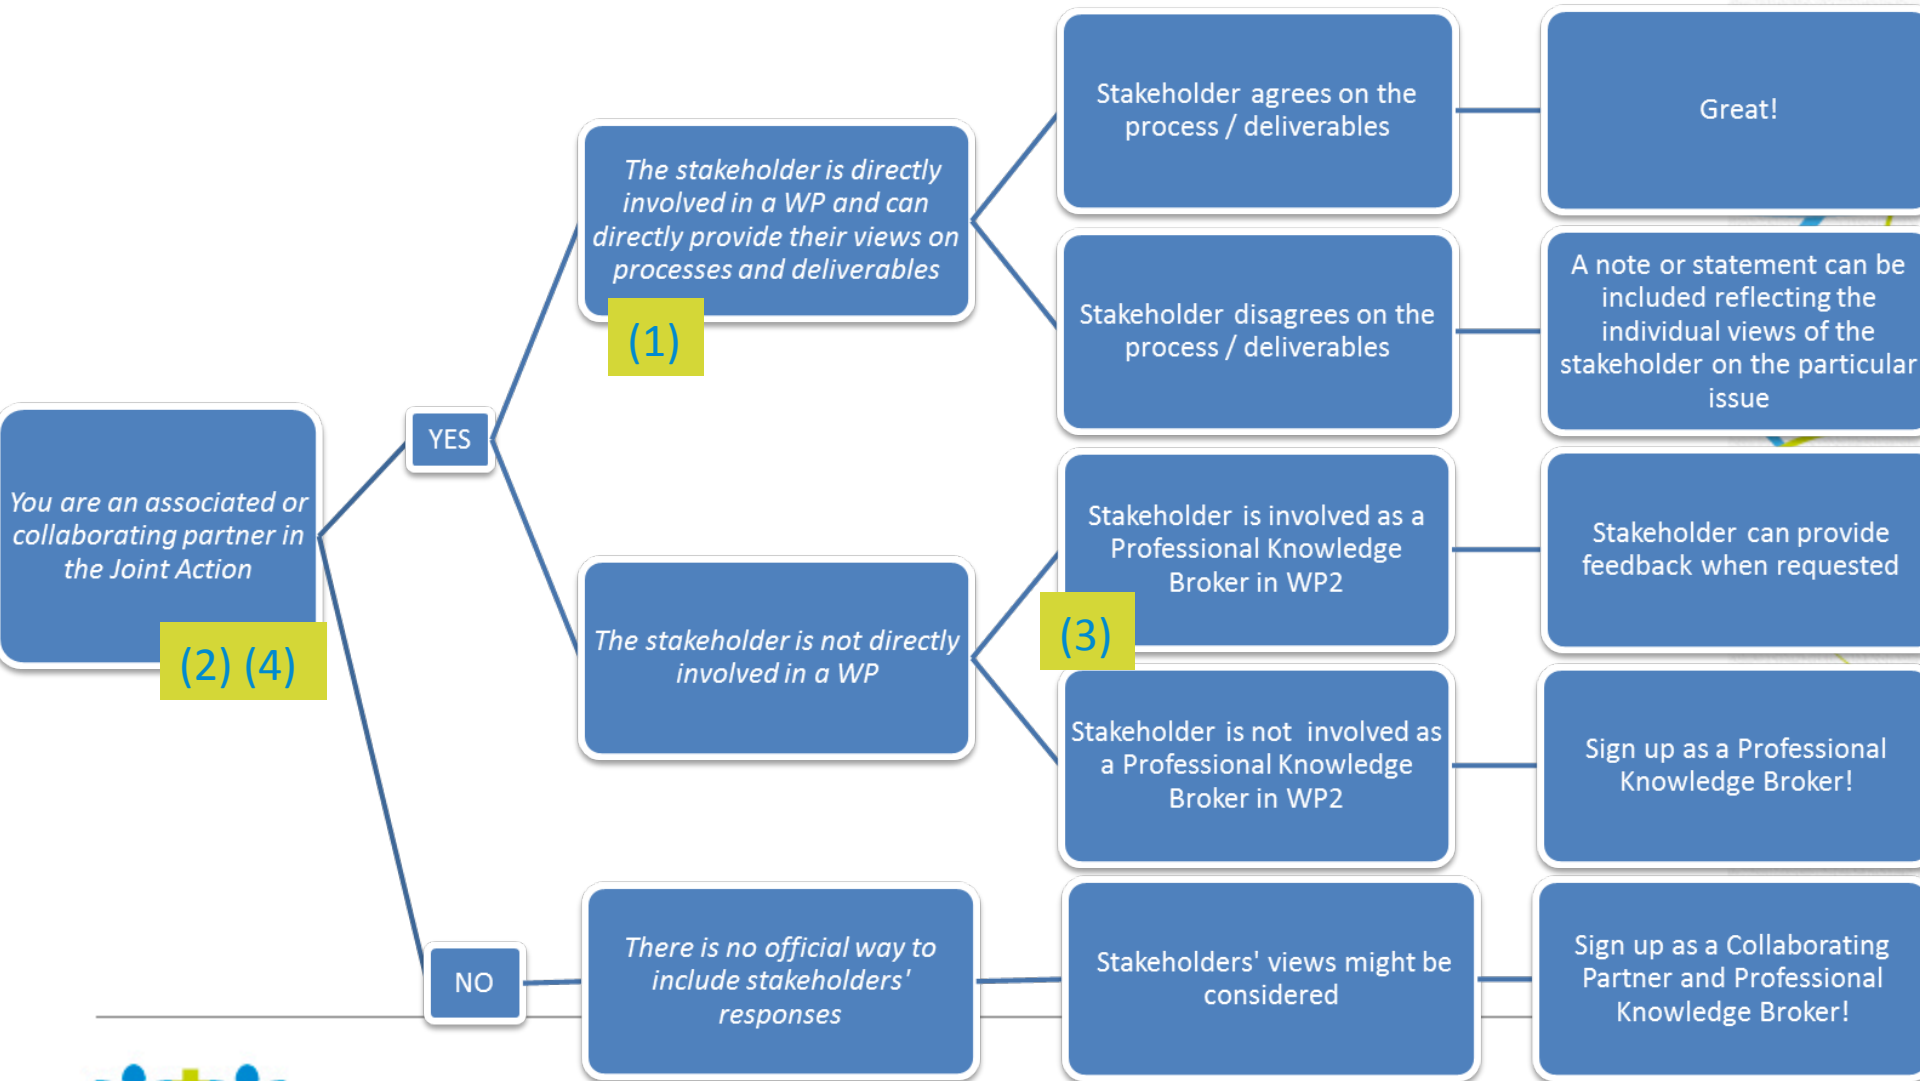 You are an associated or
collaborating partner in
the Joint Action
(2) (4)
YES
The stakeholder is directly
involved in a WP and can
directly provide their views on
processes and deliverables
(1)
Stakeholder agrees on the
process / deliverables
Great!
Stakeholder disagrees on the
process / deliverables
A note or statement can be
included reflecting the
individual views of the
stakeholder on the particular
issue
The stakeholder is not directly
involved in a WP
Stakeholder is involved as a
Professional Knowledge
Broker in WP2
(3)
Stakeholder can provide
feedback when requested
Stakeholder is not involved as
a Professional Knowledge
Broker in WP2
Sign up as a Professional
Knowledge Broker!
NO
There is no official way to
include stakeholders'
responses
Stakeholders' views might be
considered
Sign up as a Collaborating
Partner and Professional
Knowledge Broker!